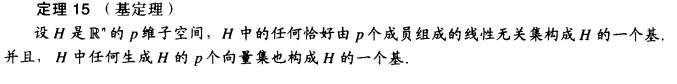 定理 15 （基定理）
设 H 是 ℝⁿ 的 p 维子空间，H 中的任何恰好由 p 个成员组成的线性无关集构成 H 的一个基.
并且，H 中任何生成 H 的 p 个向量集也构成 H 的一个基.